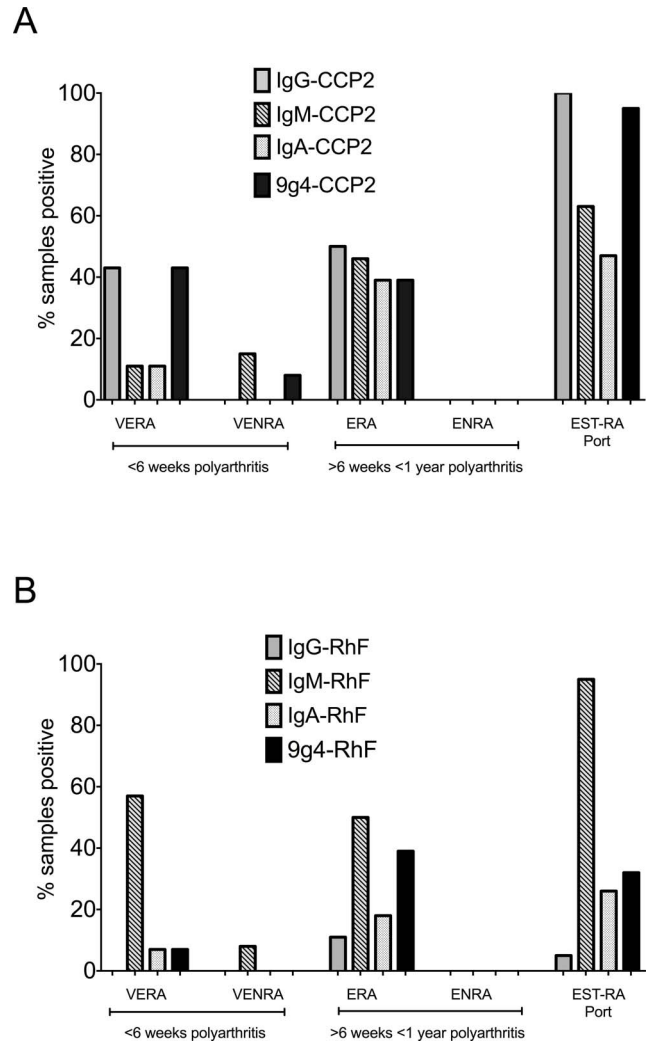 A
IgG-CCP2
IgM-CCP2
IgA-CCP2
9g4-CCP2
% samples positive
100
80
60
40
20
0
VERA VENRA ERA ENRA EST-RA
Port
<6 weeks polyarthritis >6 weeks <1 year polyarthritis
B
IgG-RhF
IgM-RhF
IgA-RhF
9g4-RhF
% samples positive
100
80
60
40
20
0
VERA VENRA ERA ENRA EST-RA
Port
<6 weeks polyarthritis >6 weeks <1 year polyarthritis